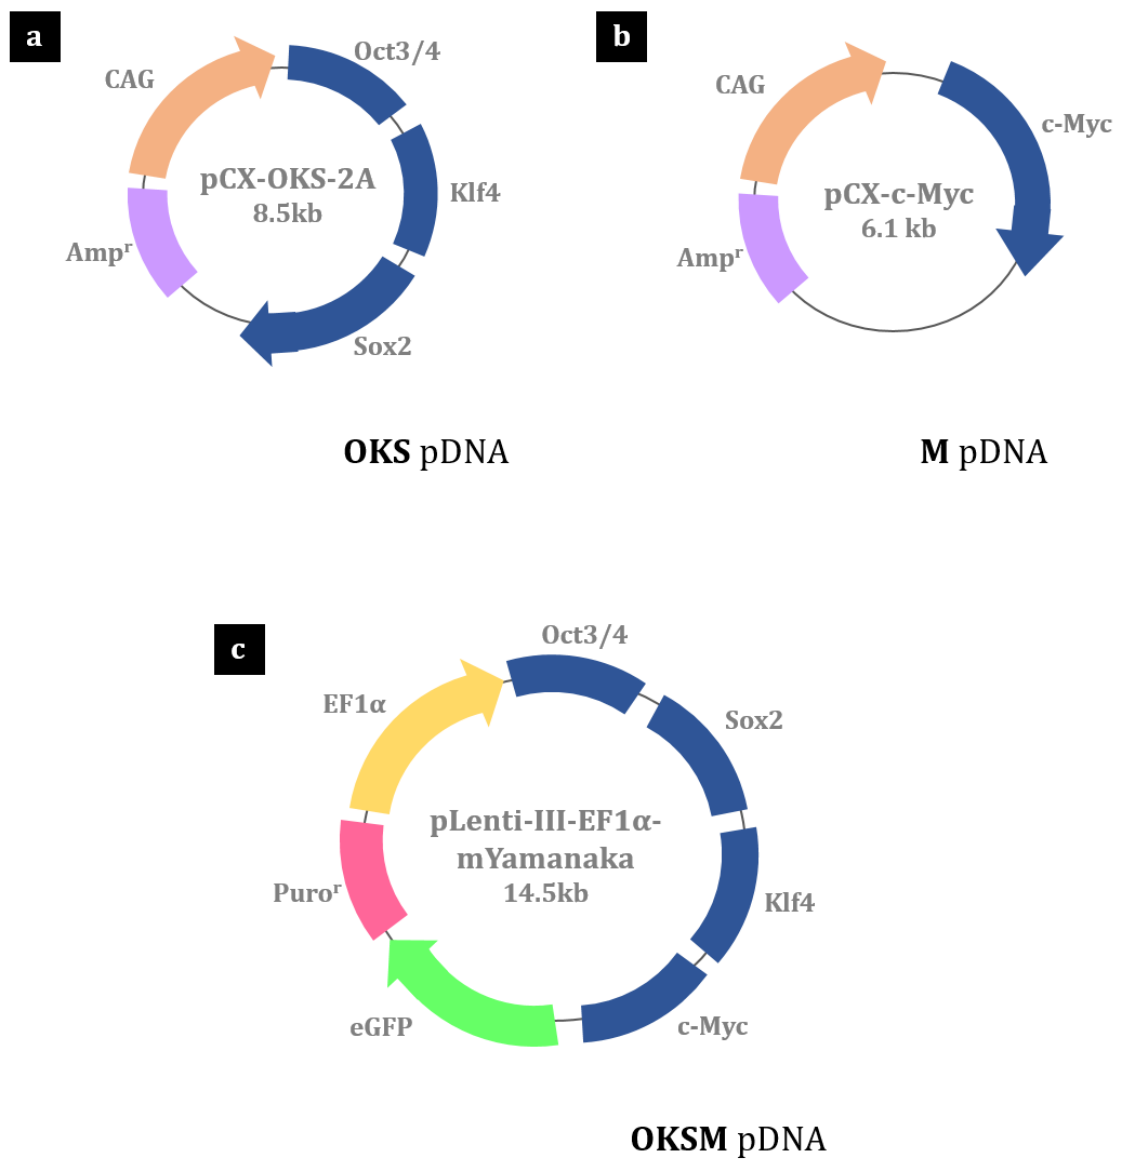 a
Oct3/4
CAG
pCX-OKS-2A
8.5kb
Klf4
Ampʳ
Sox2
OKS pDNA
b
CAG
c-Myc
pCX-c-Myc
6.1 kb
Ampʳ
M pDNA
c
Oct3/4
EF1α
Sox2
pLenti-III-EF1α-
mYamanaka
14.5kb
Puroʳ
Klf4
eGFP
c-Myc
OKSM pDNA